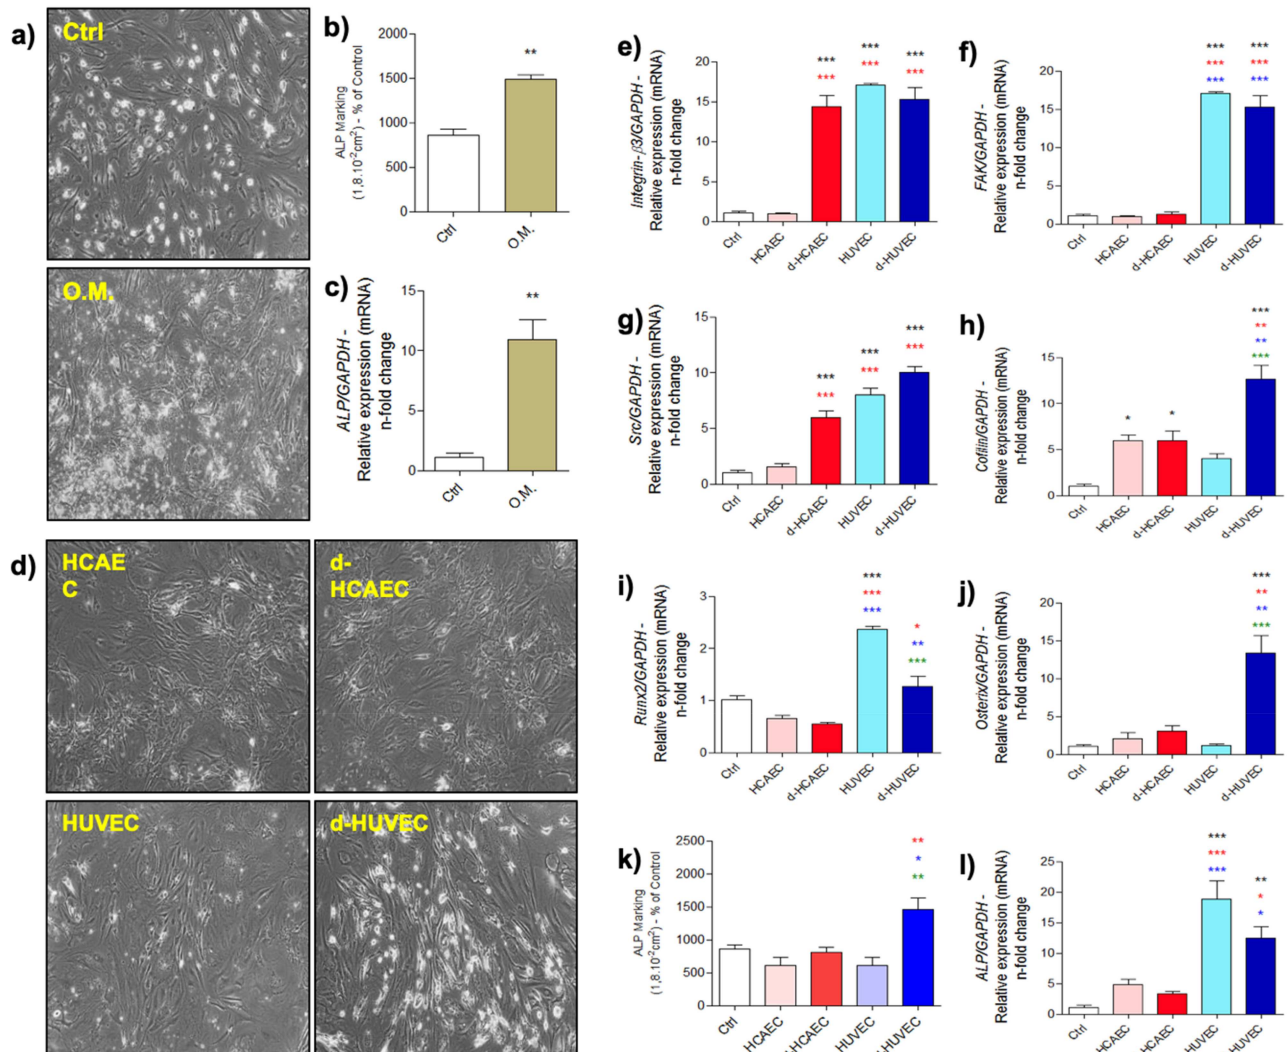 a)
Ctrl
O.M.
b)
ALP Marking
(1,8.10⁻²cm²) - % of Control
2000
1500
1000
500
0
**
Ctrl
O.M.
c)
ALP/GAPDH -
Relative expression (mRNA)
n-fold change
15
10
5
0
**
Ctrl
O.M.
d)
HCAE
C
d-
HCAEC
HUVEC
d-HUVEC
e)
Integrin-β3/GAPDH -
Relative expression (mRNA)
n-fold change
20
15
10
5
0
*** *** ***
*** *** ***
Ctrl
HCAEC
d-HCAEC
HUVEC
d-HUVEC
f)
FAK/GAPDH -
Relative expression (mRNA)
n-fold change
20
15
10
5
0
*** ***
*** ***
*** ***
Ctrl
HCAEC
d-HCAEC
HUVEC
d-HUVEC
g)
Src/GAPDH -
Relative expression (mRNA)
n-fold change
15
10
5
0
*** *** ***
*** *** ***
Ctrl
HCAEC
d-HCAEC
HUVEC
d-HUVEC
h)
Cofilin/GAPDH -
Relative expression (mRNA)
n-fold change
15
10
5
0
* *
***
**
**
***
Ctrl
HCAEC
d-HCAEC
HUVEC
d-HUVEC
i)
Runx2/GAPDH -
Relative expression (mRNA)
n-fold change
3
2
1
0
***
***
***
*
**
***
Ctrl
HCAEC
d-HCAEC
HUVEC
d-HUVEC
j)
Osterix/GAPDH -
Relative expression (mRNA)
n-fold change
20
15
10
5
0
***
**
**
***
Ctrl
HCAEC
d-HCAEC
HUVEC
d-HUVEC
k)
ALP Marking
(1,8.10⁻²cm²) - % of Control
2500
2000
1500
1000
500
0
**
*
**
Ctrl
HCAEC
d-HCAEC
HUVEC
l)
ALP/GAPDH -
Relative expression (mRNA)
n-fold change
25
20
15
10
5
0
***
***
***
**
*
*
Ctrl
HCAEC
d-HCAEC
HUVEC
d-HUVEC